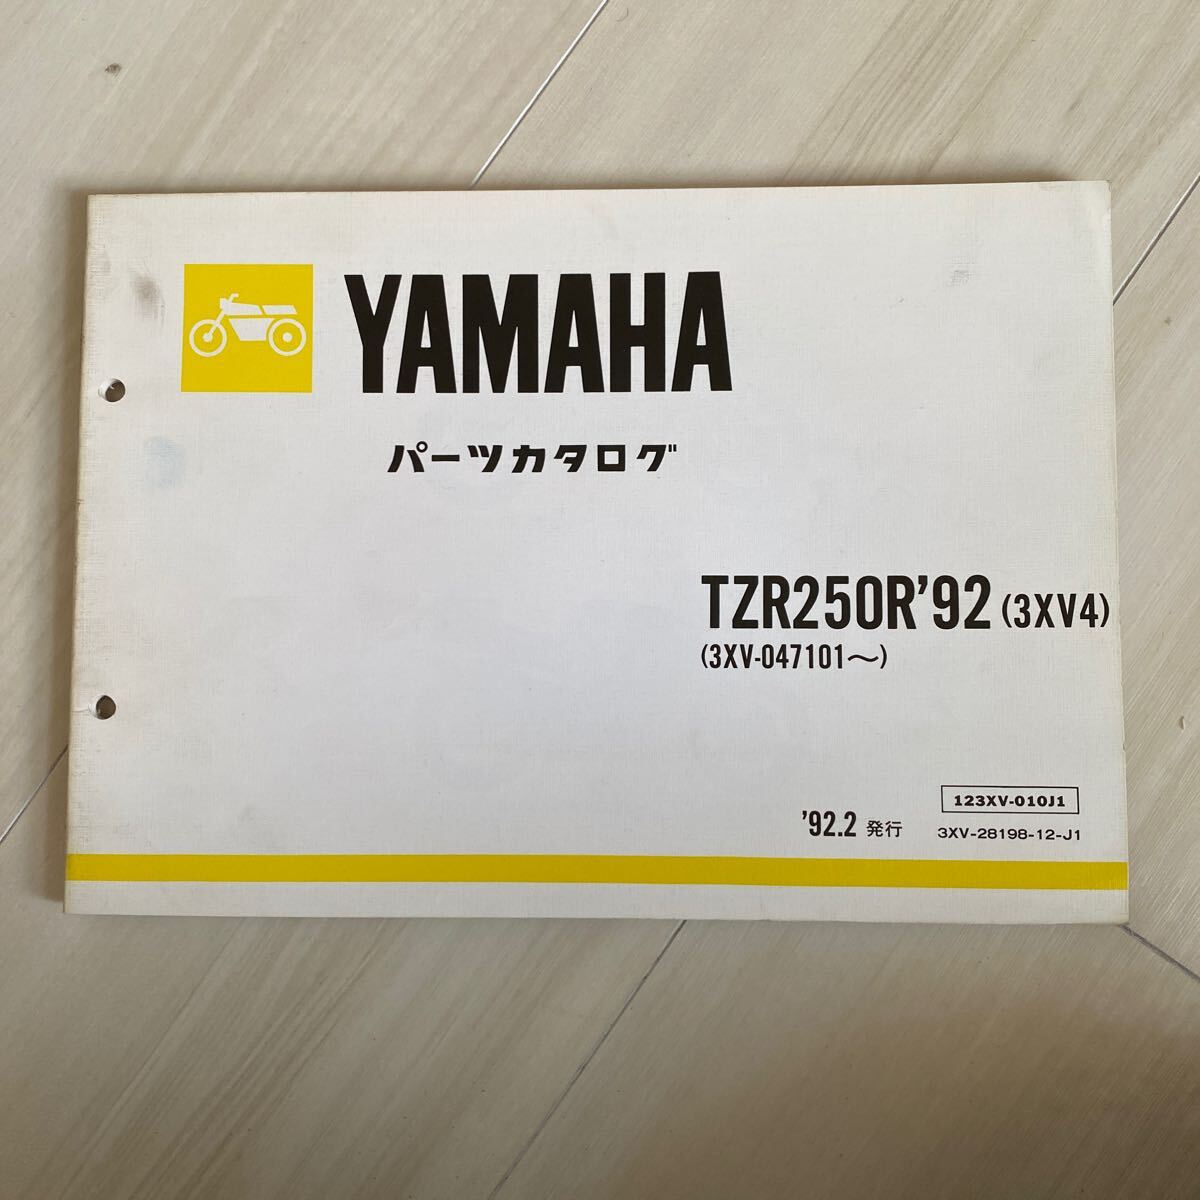 YAMAHA
パーツカタログ
TZR250R'92 (3XV4)
(3XV-047101〜)
123XV-010J1
'92.2 発行
3XV-28198-12-J1